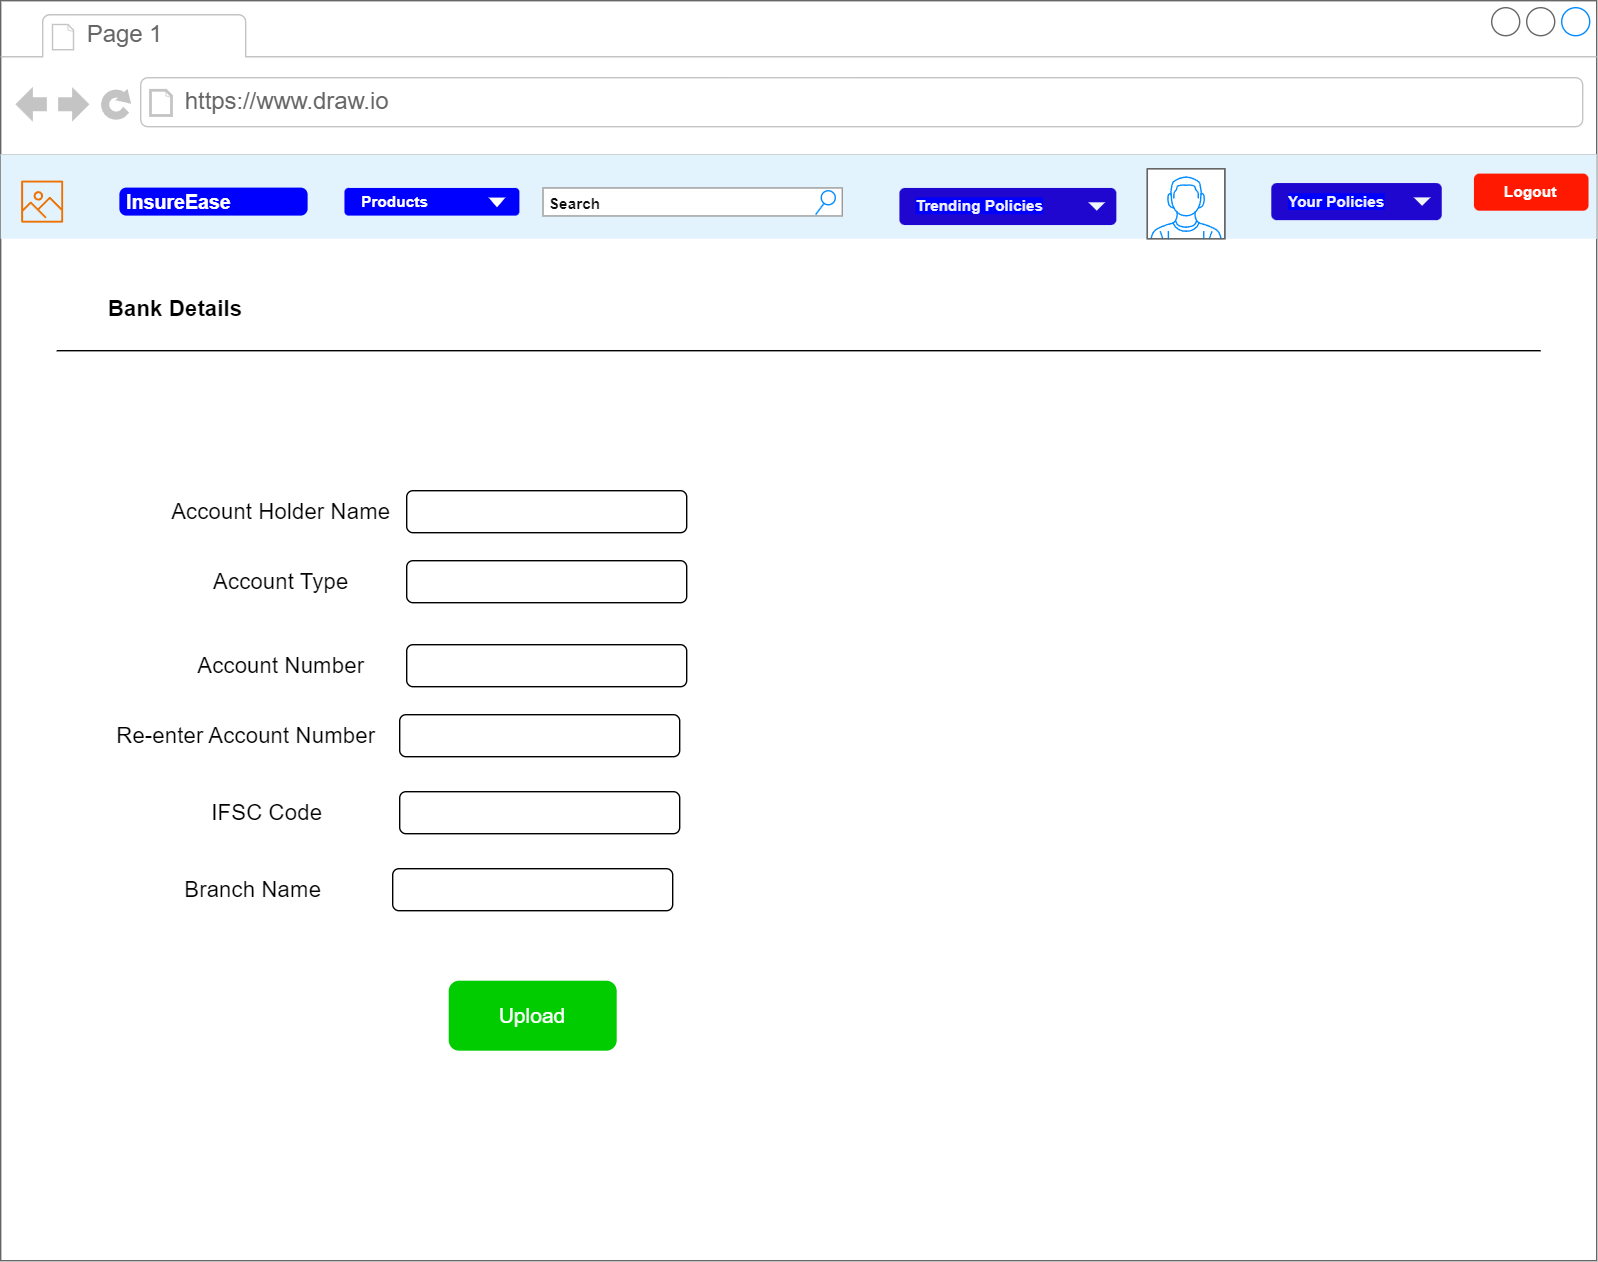 Page 1
https://www.draw.io
InsureEase
Products
Search
Trending Policies
Your Policies
Logout
Bank Details
Account Holder Name
Account Type
Account Number
Re-enter Account Number
IFSC Code
Branch Name
Upload